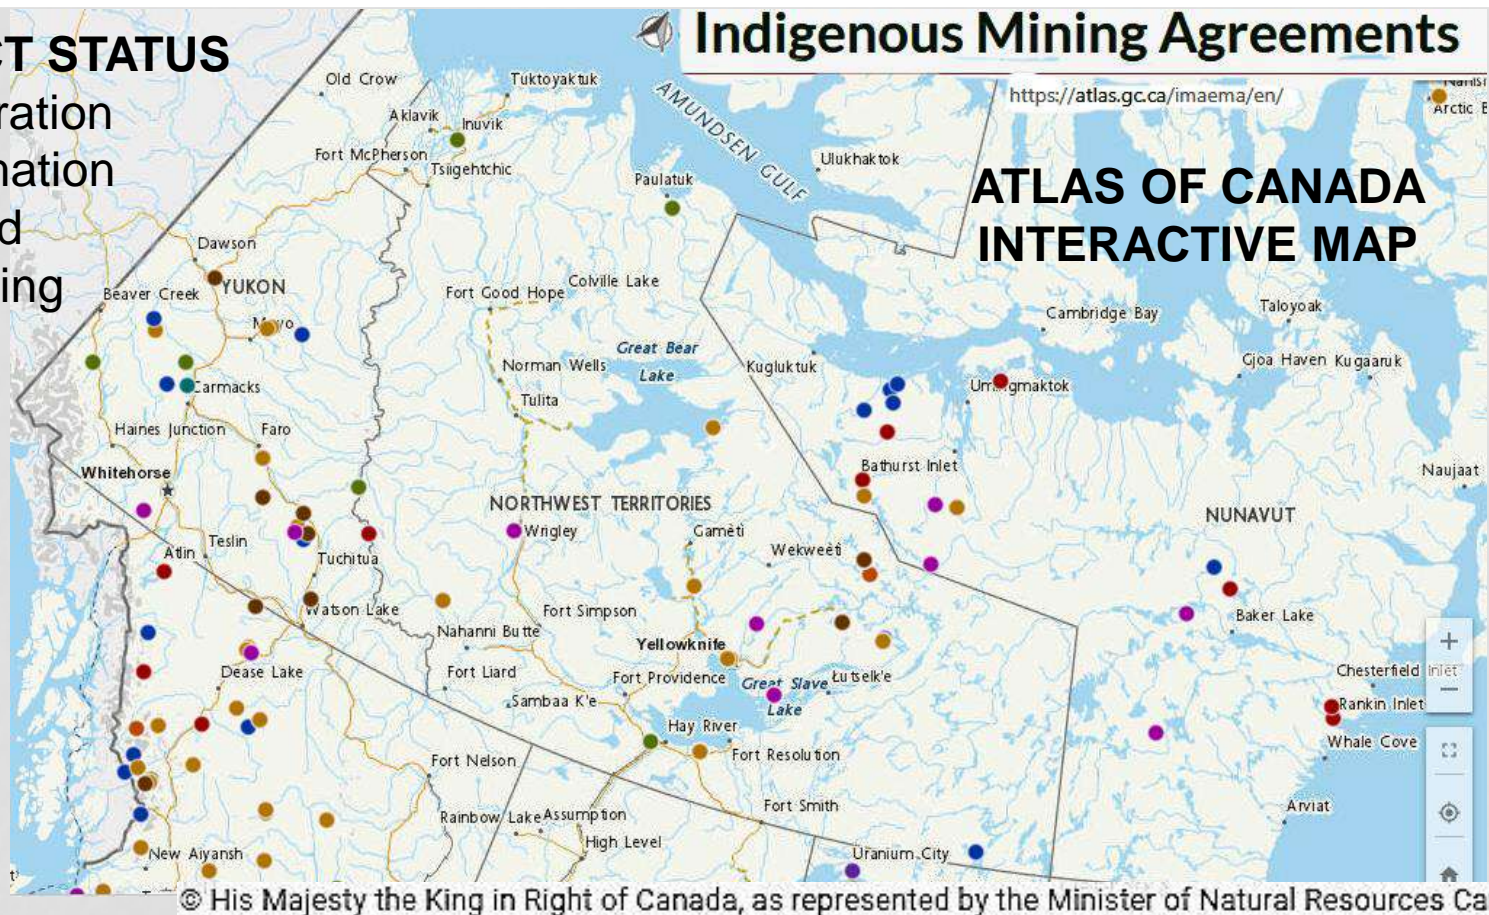 Indigenous Mining Agreements
https://atlas.gc.ca/imaema/en/
CT STATUS
ration
nation
d
ing
ATLAS OF CANADA
INTERACTIVE MAP
Old Crow
Tuktoyaktuk
AMUNDSEN GULF
Arctic B
Aklavik
Inuvik
Fort McPherson
Tsiigehtchic
Paulatuk
Ulukhaktok
Dawson
YUKON
Beaver Creek
Mayo
Fort Good Hope
Colville Lake
Cambridge Bay
Taloyoak
Great Bear
Lake
Norman Wells
Kugluktuk
Gjoa Haven
Kugaaruk
Carmacks
Tulita
Haines Junction
Faro
Whitehorse
Bathurst Inlet
Naujaat
NORTHWEST TERRITORIES
NUNAVUT
Wrigley
Gamètì
Wekweètì
Atlin
Teslin
Tuchitua
Watson Lake
Fort Simpson
Nahanni Butte
Yellowknife
Baker Lake
Dease Lake
Fort Liard
Fort Providence
Great Slave
Lake
Łutselk'e
Chesterfield Inlet
Sambaa K'e
Rankin Inlet
Hay River
Whale Cove
Fort Nelson
Fort Resolution
Rainbow Lake
Assumption
Fort Smith
Arviat
High Level
New Aiyansh
Uranium City
+
−
© His Majesty the King in Right of Canada, as represented by the Minister of Natural Resources Ca